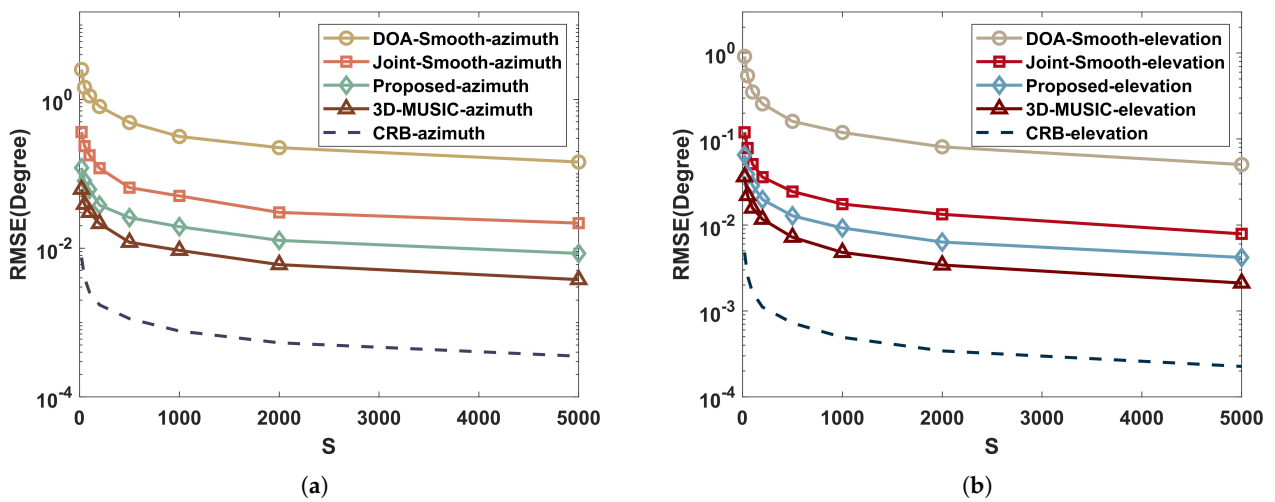 DOA-Smooth-azimuth
Joint-Smooth-azimuth
Proposed-azimuth
3D-MUSIC-azimuth
CRB-azimuth
RMSE(Degree)
10^0
10^-2
10^-4
0 1000 2000 3000 4000 5000
S
(a)
DOA-Smooth-elevation
Joint-Smooth-elevation
Proposed-elevation
3D-MUSIC-elevation
CRB-elevation
RMSE(Degree)
10^0
10^-1
10^-2
10^-3
10^-4
0 1000 2000 3000 4000 5000
S
(b)